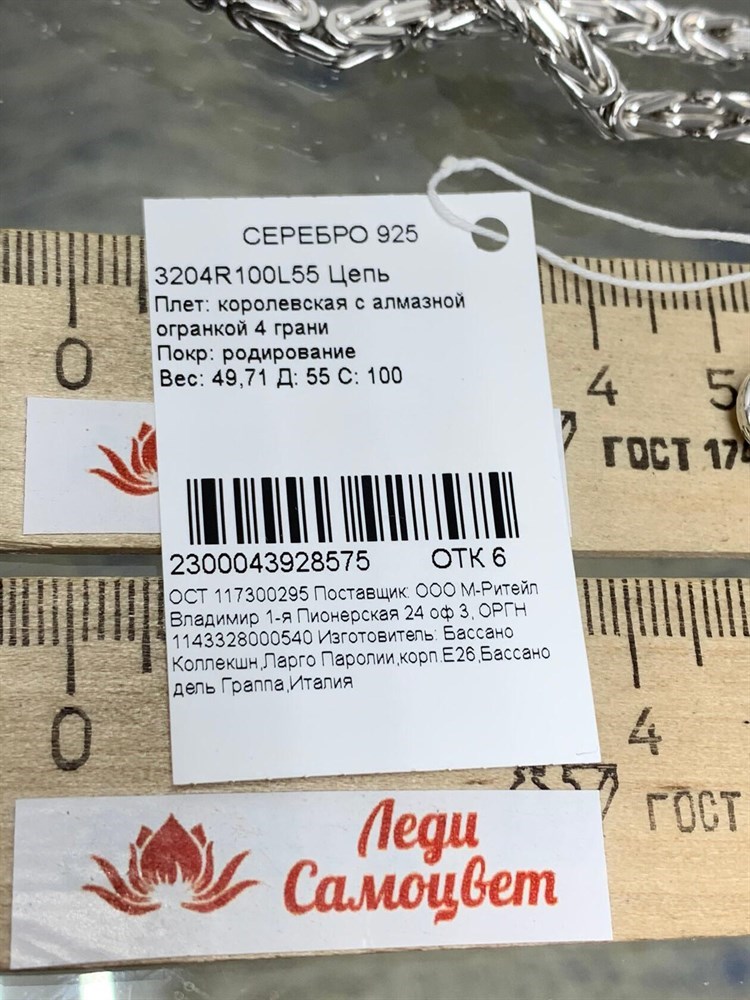 СЕРЕБРО 925
3204R100L55 Цепь
Плет: королевская с алмазной
огранкой 4 грани
Покр: родирование
Вес: 49,71 Д: 55 С: 100
2300043928575 ОТК 6
ОСТ 117300295 Поставщик: ООО М-Ритейл
Владимир 1-я Пионерская 24 оф 3, ОРГН
1143328000540 Изготовитель: Бассано
Коллекшн,Ларго Паролии,корп.Е26,Бассано
дель Граппа,Италия
0 4 5
ГОСТ 174
0 4
ГОСТ
Леди
Самоцвет